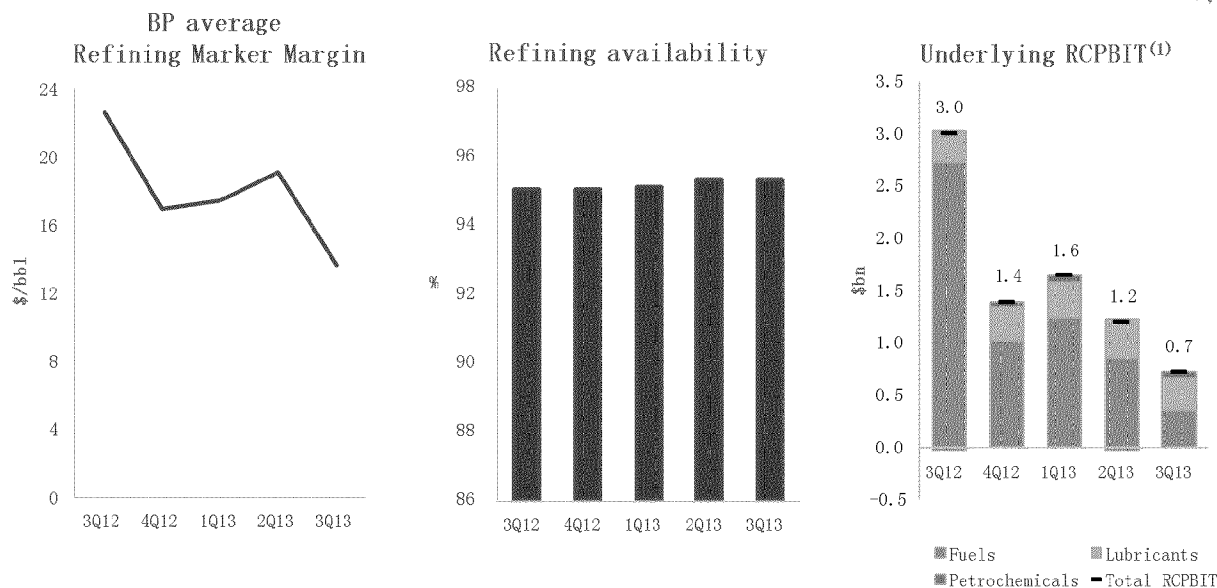 BP average
Refining Marker Margin
24
20
16
12
8
4
0
$/bbl
3Q12 4Q12 1Q13 2Q13 3Q13
Refining availability
98
96
94
92
90
88
86
%
3Q12 4Q12 1Q13 2Q13 3Q13
Underlying RCPBIT(1)
3.5
3.0
2.5
2.0
1.5
1.0
0.5
0.0
-0.5
$bn
3.0
1.4
1.6
1.2
0.7
3Q12 4Q12 1Q13 2Q13 3Q13
Fuels Lubricants
Petrochemicals Total RCPBIT